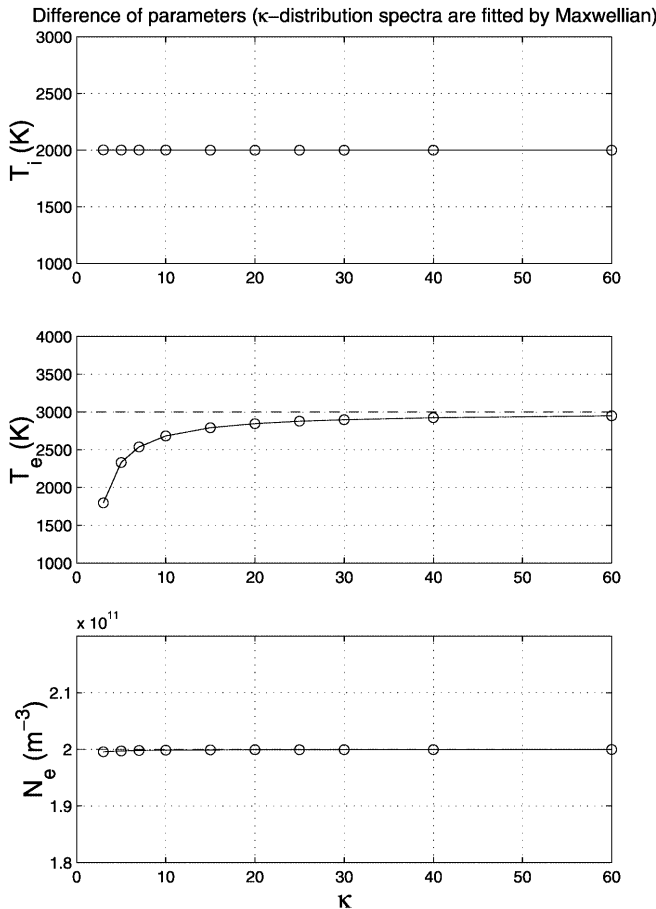 Difference of parameters (κ−distribution spectra are fitted by Maxwellian)
3000
2500
2000
1500
1000
T_i (K)
0 10 20 30 40 50 60
4000
3500
3000
2500
2000
1500
1000
T_e (K)
0 10 20 30 40 50 60
x 10^11
2.1
2
1.9
1.8
N_e (m^−3)
0 10 20 30 40 50 60
κ